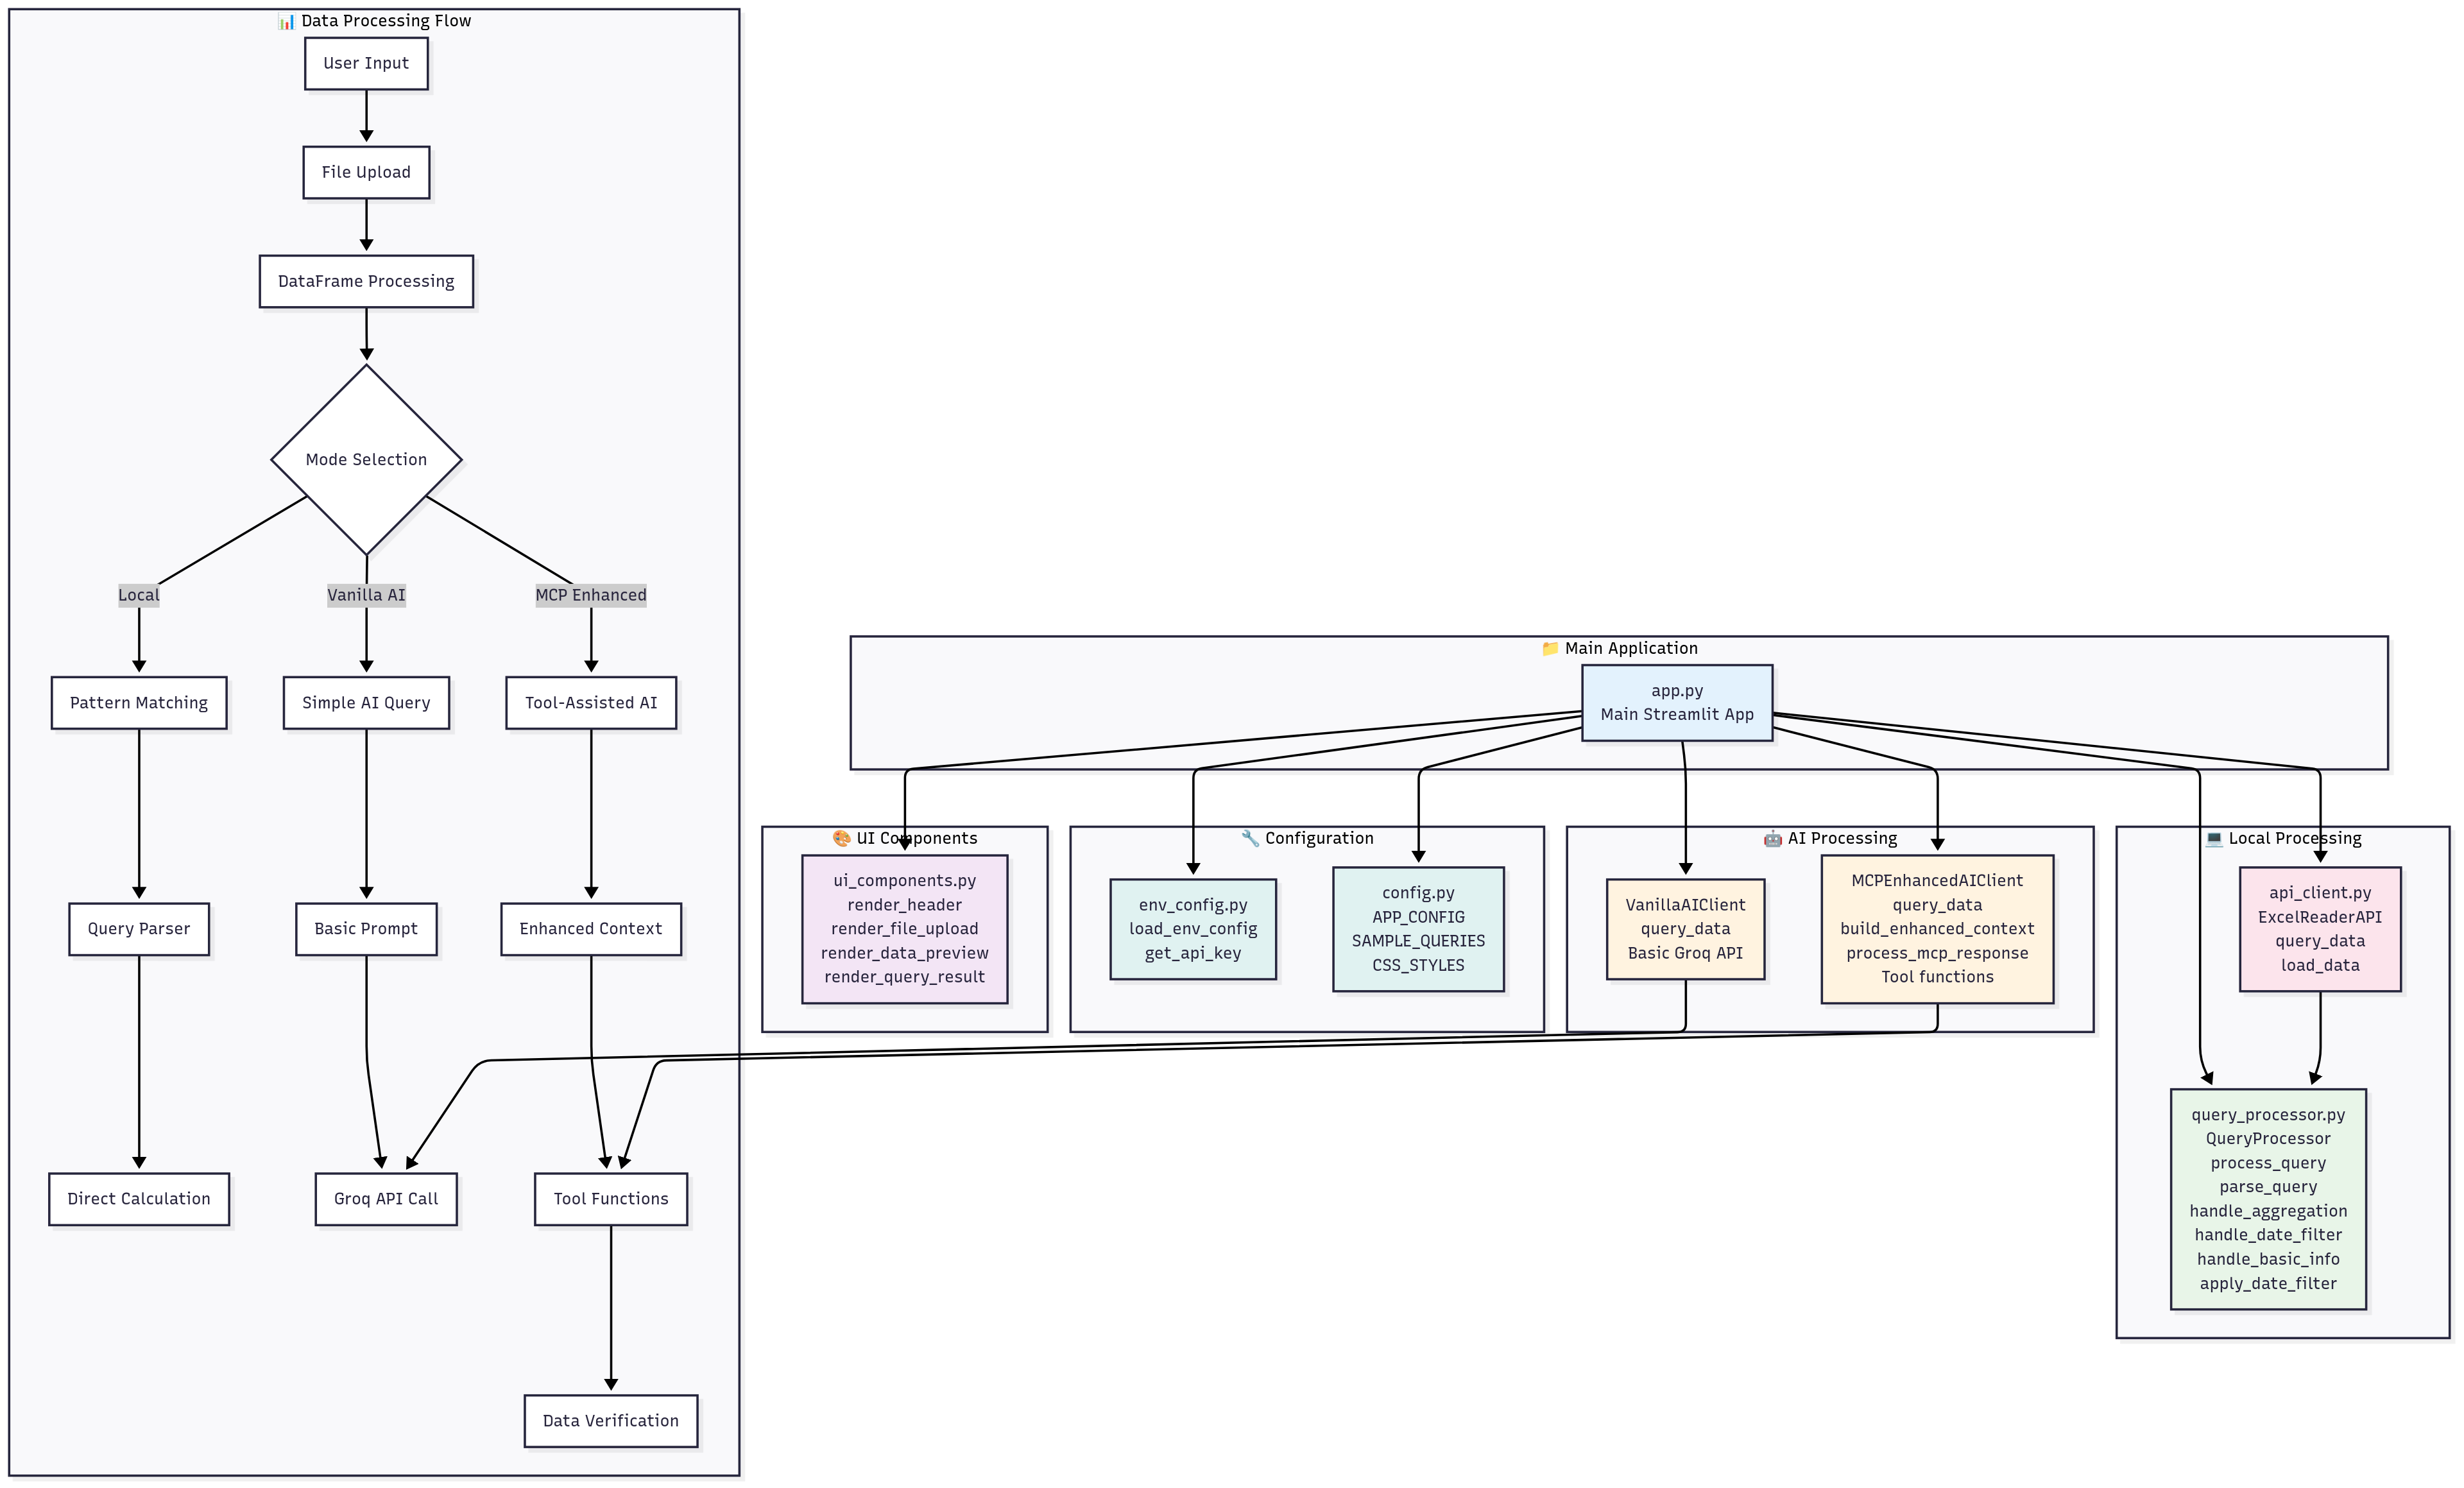 📊 Data Processing Flow
User Input
File Upload
DataFrame Processing
Mode Selection
Local
Vanilla AI
MCP Enhanced
Pattern Matching
Simple AI Query
Tool-Assisted AI
Query Parser
Basic Prompt
Enhanced Context
Direct Calculation
Groq API Call
Tool Functions
Data Verification
📁 Main Application
app.py
Main Streamlit App
🎨 UI Components
ui_components.py
render_header
render_file_upload
render_data_preview
render_query_result
🔧 Configuration
env_config.py
load_env_config
get_api_key
config.py
APP_CONFIG
SAMPLE_QUERIES
CSS_STYLES
🤖 AI Processing
VanillaAIClient
query_data
Basic Groq API
MCPEnhancedAIClient
query_data
build_enhanced_context
process_mcp_response
Tool functions
💻 Local Processing
api_client.py
ExcelReaderAPI
query_data
load_data
query_processor.py
QueryProcessor
process_query
parse_query
handle_aggregation
handle_date_filter
handle_basic_info
apply_date_filter